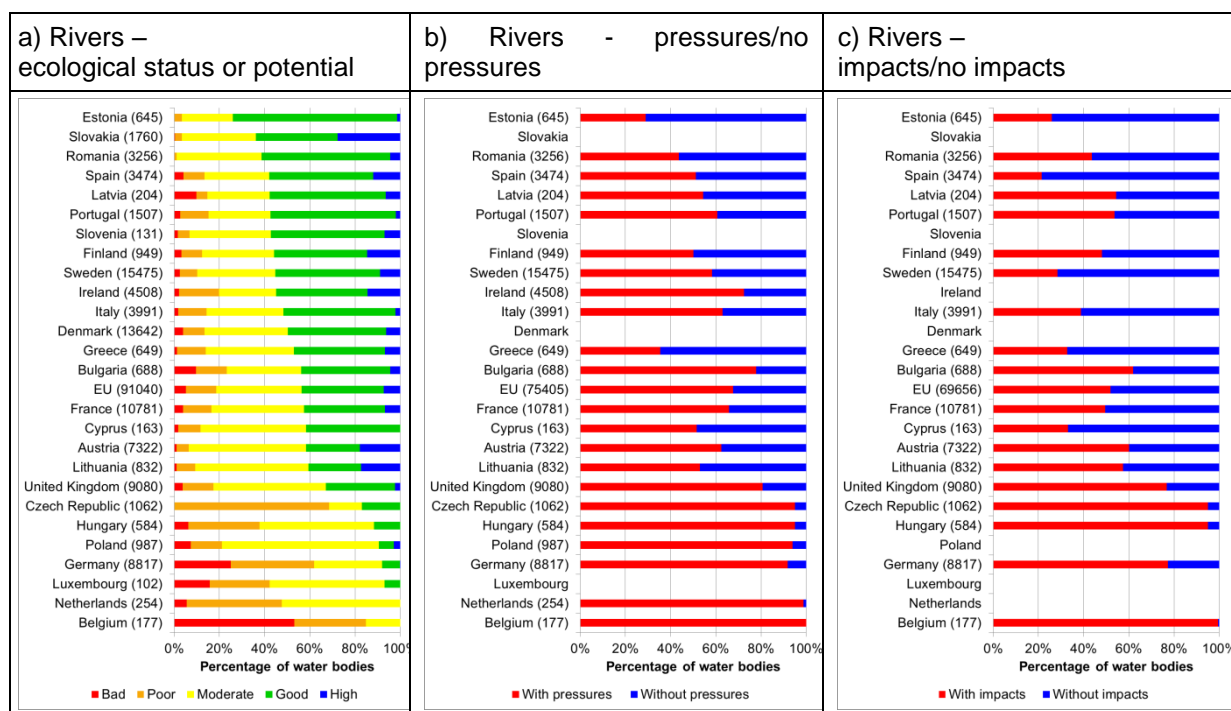 a) Rivers –
ecological status or potential
Estonia (645)
Slovakia (1760)
Romania (3256)
Spain (3474)
Latvia (204)
Portugal (1507)
Slovenia (131)
Finland (949)
Sweden (15475)
Ireland (4508)
Italy (3991)
Denmark (13642)
Greece (649)
Bulgaria (688)
EU (91040)
France (10781)
Cyprus (163)
Austria (7322)
Lithuania (832)
United Kingdom (9080)
Czech Republic (1062)
Hungary (584)
Poland (987)
Germany (8817)
Luxembourg (102)
Netherlands (254)
Belgium (177)
0% 20% 40% 60% 80% 100%
Percentage of water bodies
Bad Poor Moderate Good High
b) Rivers - pressures/no
pressures
Estonia (645)
Slovakia
Romania (3256)
Spain (3474)
Latvia (204)
Portugal (1507)
Slovenia
Finland (949)
Sweden (15475)
Ireland (4508)
Italy (3991)
Denmark
Greece (649)
Bulgaria (688)
EU (75405)
France (10781)
Cyprus (163)
Austria (7322)
Lithuania (832)
United Kingdom (9080)
Czech Republic (1062)
Hungary (584)
Poland (987)
Germany (8817)
Luxembourg
Netherlands (254)
Belgium (177)
0% 20% 40% 60% 80% 100%
Percentage of water bodies
With pressures Without pressures
c) Rivers –
impacts/no impacts
Estonia (645)
Slovakia
Romania (3256)
Spain (3474)
Latvia (204)
Portugal (1507)
Slovenia
Finland (949)
Sweden (15475)
Ireland
Italy (3991)
Denmark
Greece (649)
Bulgaria (688)
EU (69656)
France (10781)
Cyprus (163)
Austria (7322)
Lithuania (832)
United Kingdom (9080)
Czech Republic (1062)
Hungary (584)
Poland
Germany (8817)
Luxembourg
Netherlands
Belgium (177)
0% 20% 40% 60% 80% 100%
Percentage of water bodies
With impacts Without impacts